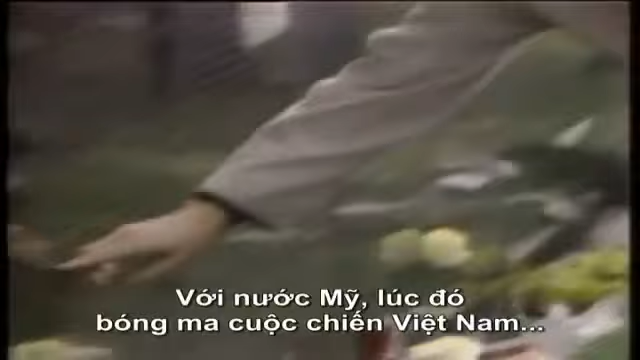 Với nước Mỹ, lúc đó
bóng ma cuộc chiến Việt Nam...